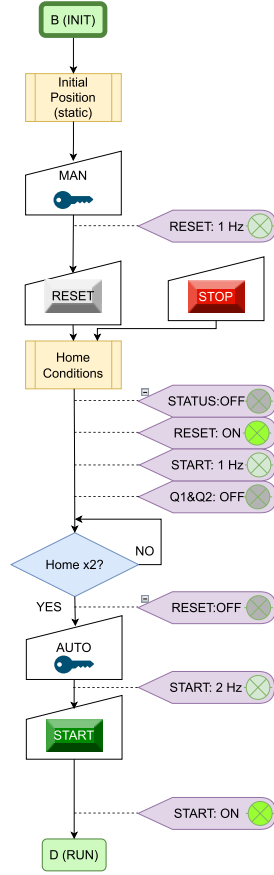 B (INIT)
Initial
Position
(static)
MAN
RESET: 1 Hz
RESET
STOP
Home
Conditions
STATUS:OFF
RESET: ON
START: 1 Hz
Q1&Q2: OFF
Home x2?
NO
YES
RESET:OFF
AUTO
START: 2 Hz
START
START: ON
D (RUN)